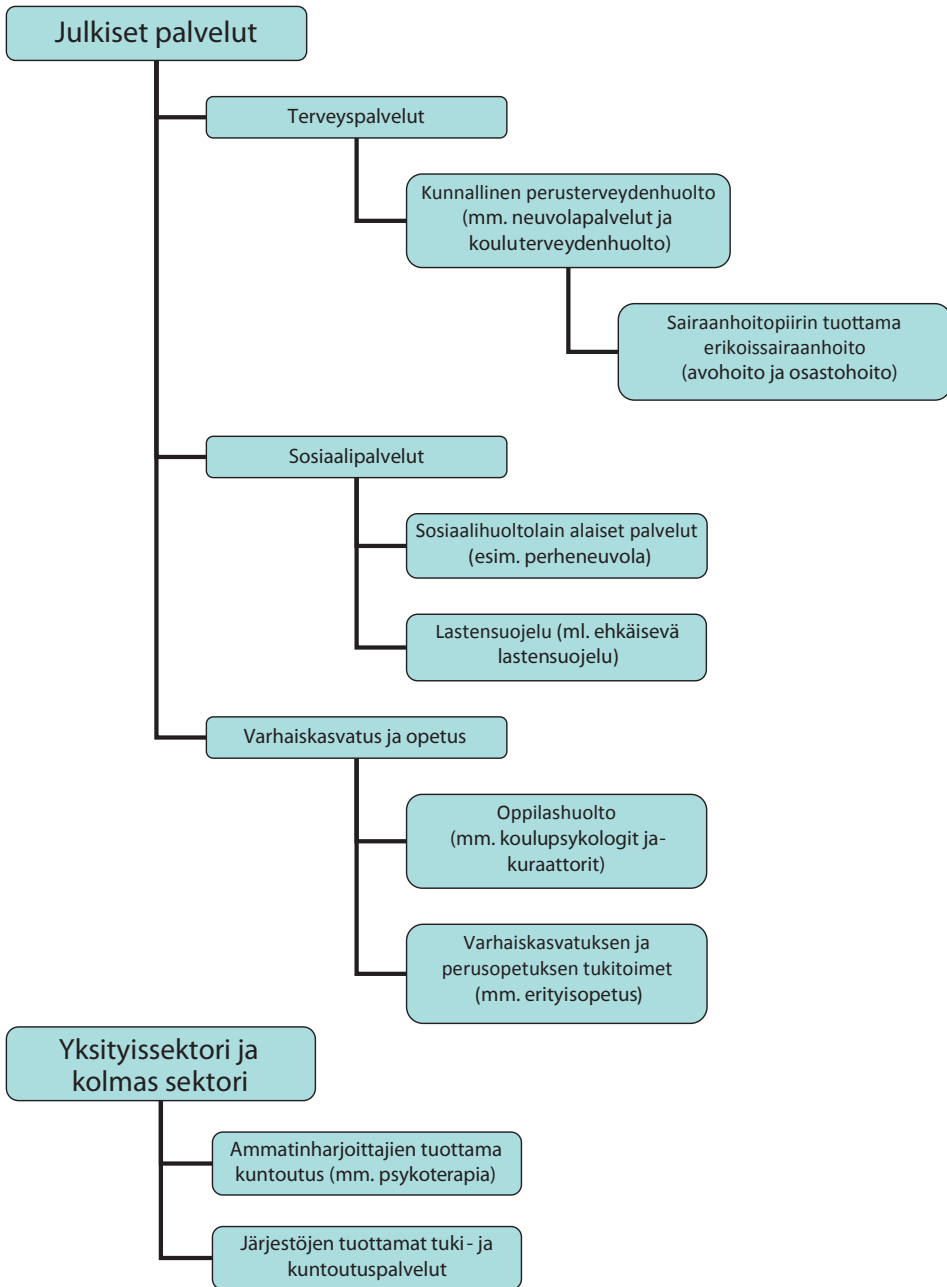 Julkiset palvelut
Terveyspalvelut
Kunnallinen perusterveydenhuolto
(mm. neuvolapalvelut ja
kouluterveydenhuolto)
Sairaanhoitopiirin tuottama
erikoissairaanhoito
(avohoito ja osastohoito)
Sosiaalipalvelut
Sosiaalihuoltolain alaiset palvelut
(esim. perheneuvola)
Lastensuojelu (ml. ehkäisevä
lastensuojelu)
Varhaiskasvatus ja opetus
Oppilashuolto
(mm. koulupsykologit ja-
kuraattorit)
Varhaiskasvatuksen ja
perusopetuksen tukitoimet
(mm. erityisopetus)
Yksityissektori ja
kolmas sektori
Ammatinharjoittajien tuottama
kuntoutus (mm. psykoterapia)
Järjestöjen tuottamat tuki- ja
kuntoutuspalvelut